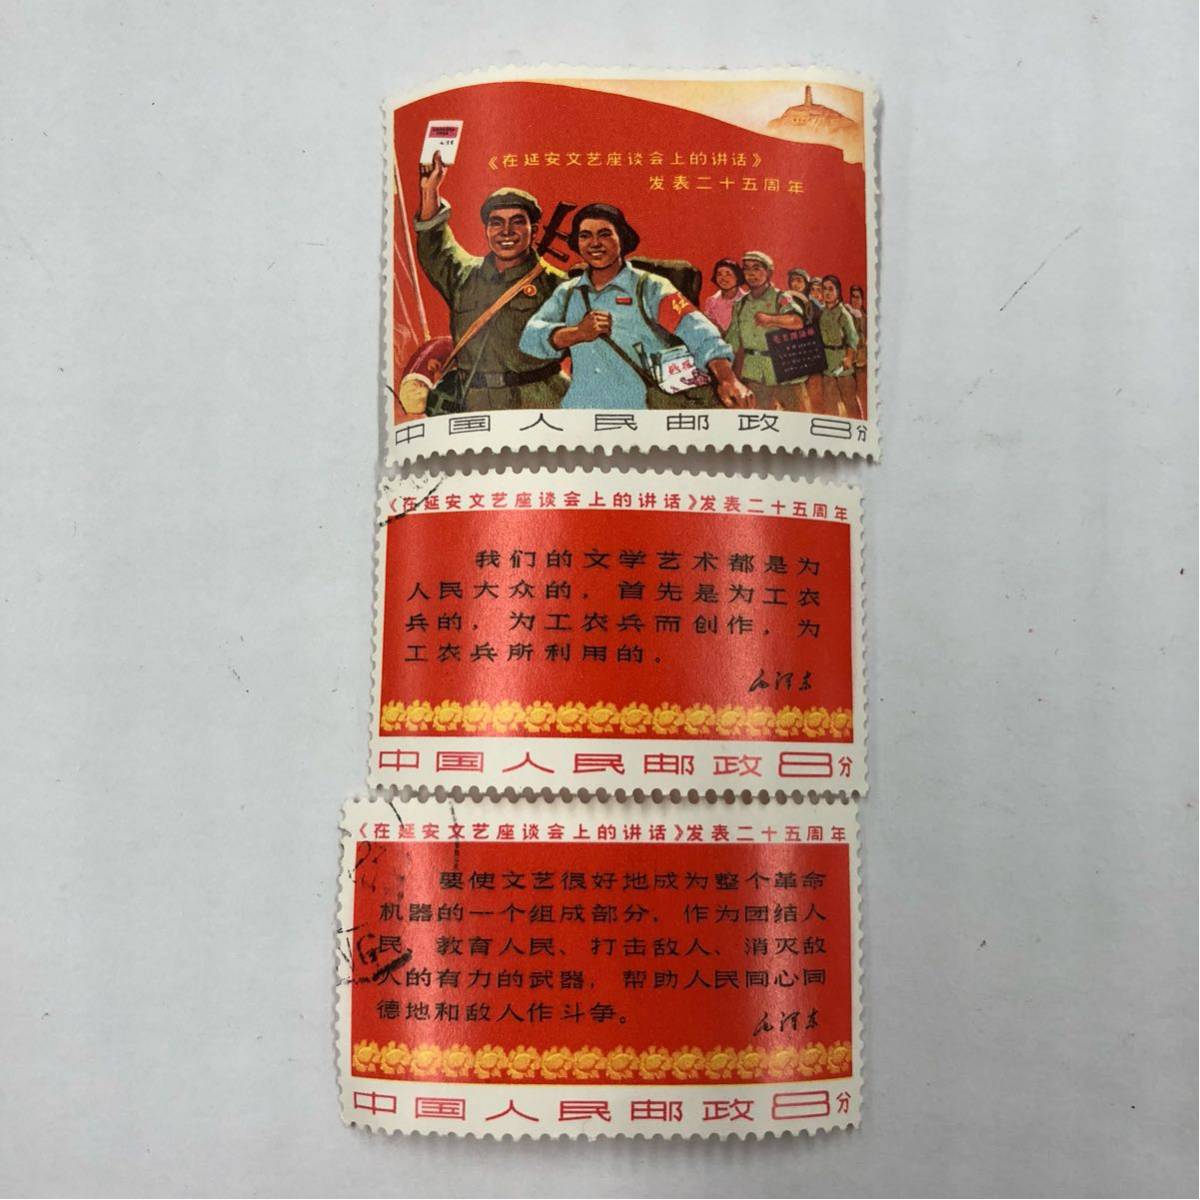 《在延安文艺座谈会上的讲话》
发表二十五周年
红
战报
中国人民邮政 8分
《在延安文艺座谈会上的讲话》发表二十五周年
我们的文学艺术都是为
人民大众的,首先是为工农
兵的,为工农兵而创作,为
工农兵所利用的。
毛泽东
中国人民邮政8分
《在延安文艺座谈会上的讲话》发表二十五周年
要使文艺很好地成为整个革命
机器的一个组成部分,作为团结人
民、教育人民、打击敌人、消灭敌
人的有力的武器,帮助人民同心同
德地和敌人作斗争。
毛泽东
中国人民邮政8分